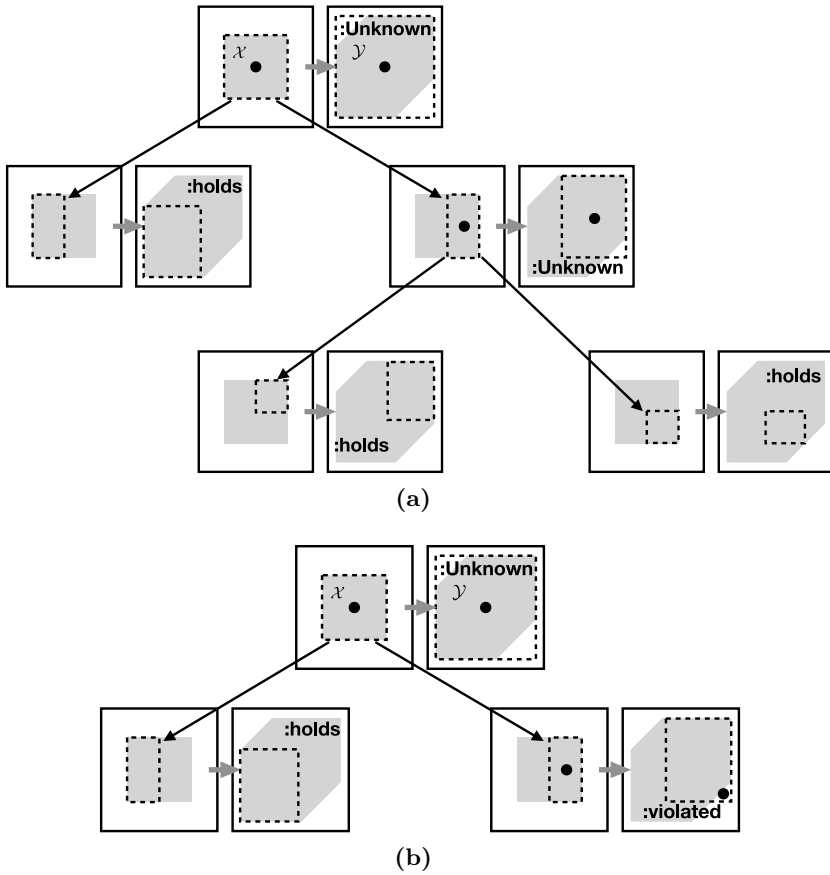 :Unknown
𝒳
𝒴
:holds
:Unknown
:holds
:holds
(a)
:Unknown
𝒳
𝒴
:holds
:violated
(b)